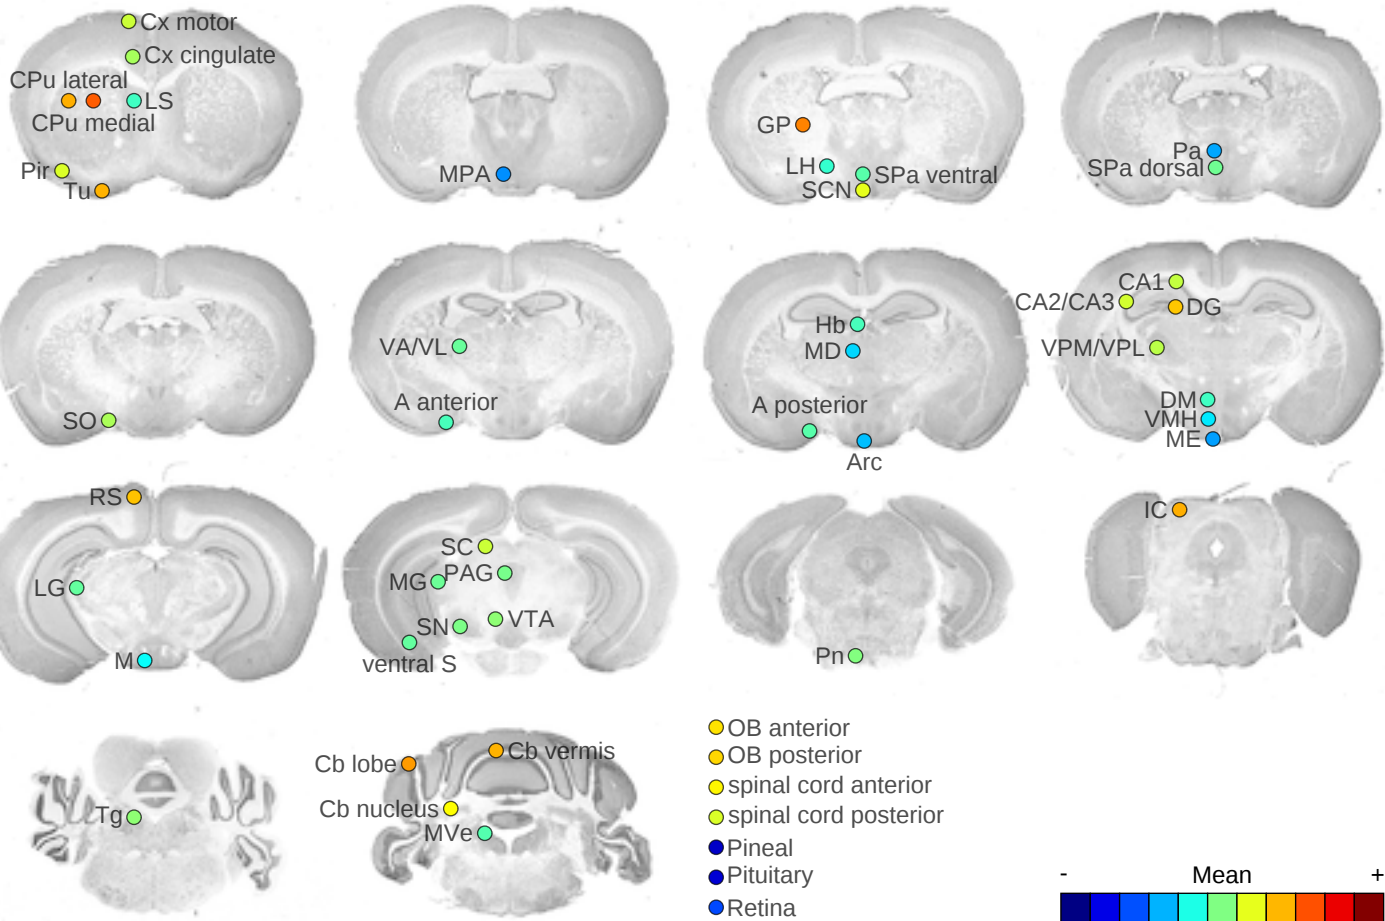 Cx motor
Cx cingulate
CPu lateral
LS
CPu medial
Pir
Tu
MPA
GP
LH
SPa ventral
SCN
Pa
SPa dorsal
SO
VA/VL
A anterior
Hb
MD
A posterior
Arc
CA1
CA2/CA3
DG
VPM/VPL
DM
VMH
ME
RS
LG
M
SC
MG
PAG
SN
VTA
ventral S
Pn
IC
Tg
Cb lobe
Cb vermis
Cb nucleus
MVe
OB anterior
OB posterior
spinal cord anterior
spinal cord posterior
Pineal
Pituitary
Retina
- Mean +